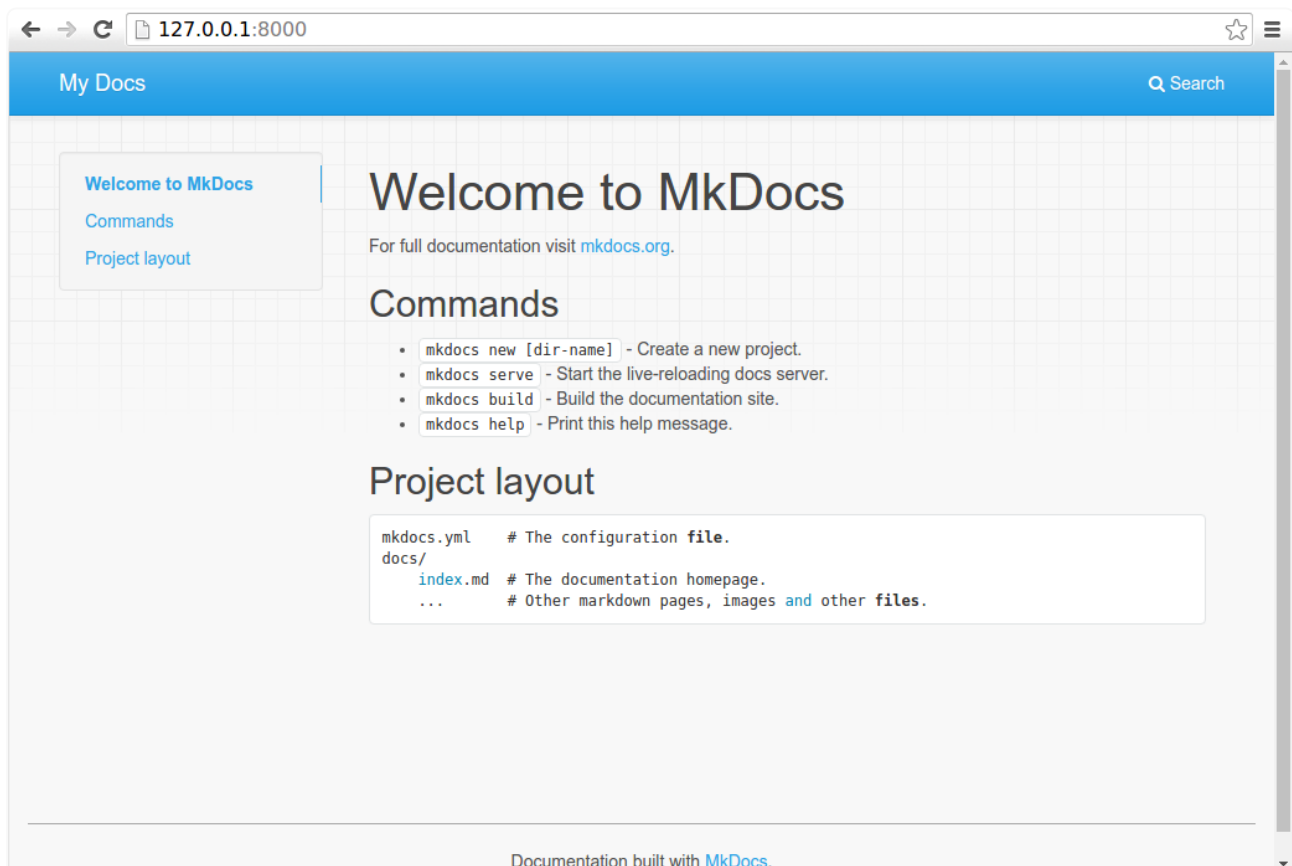 127.0.0.1:8000
My Docs
Search
Welcome to MkDocs
Commands
Project layout
Welcome to MkDocs
For full documentation visit mkdocs.org.
Commands
• mkdocs new [dir-name] - Create a new project.
• mkdocs serve - Start the live-reloading docs server.
• mkdocs build - Build the documentation site.
• mkdocs help - Print this help message.
Project layout
mkdocs.yml    # The configuration file.
docs/
    index.md  # The documentation homepage.
    ...       # Other markdown pages, images and other files.
Documentation built with MkDocs.